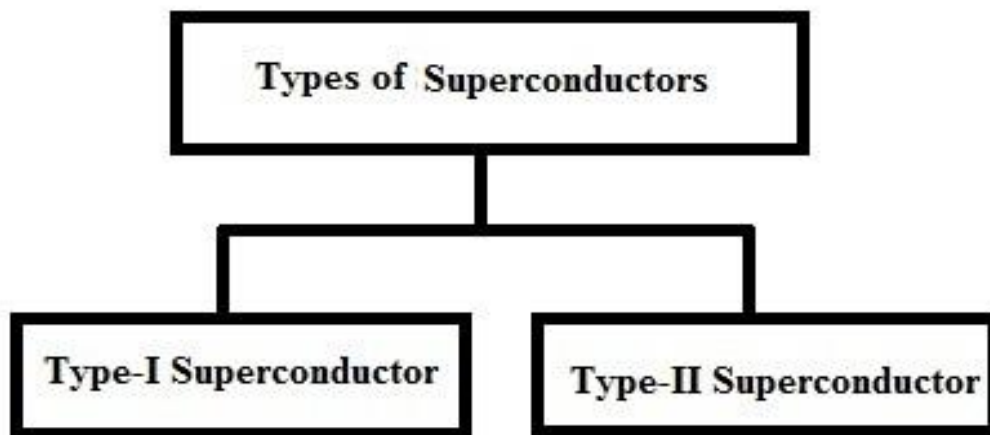 Types of Superconductors
Type-I Superconductor
Type-II Superconductor